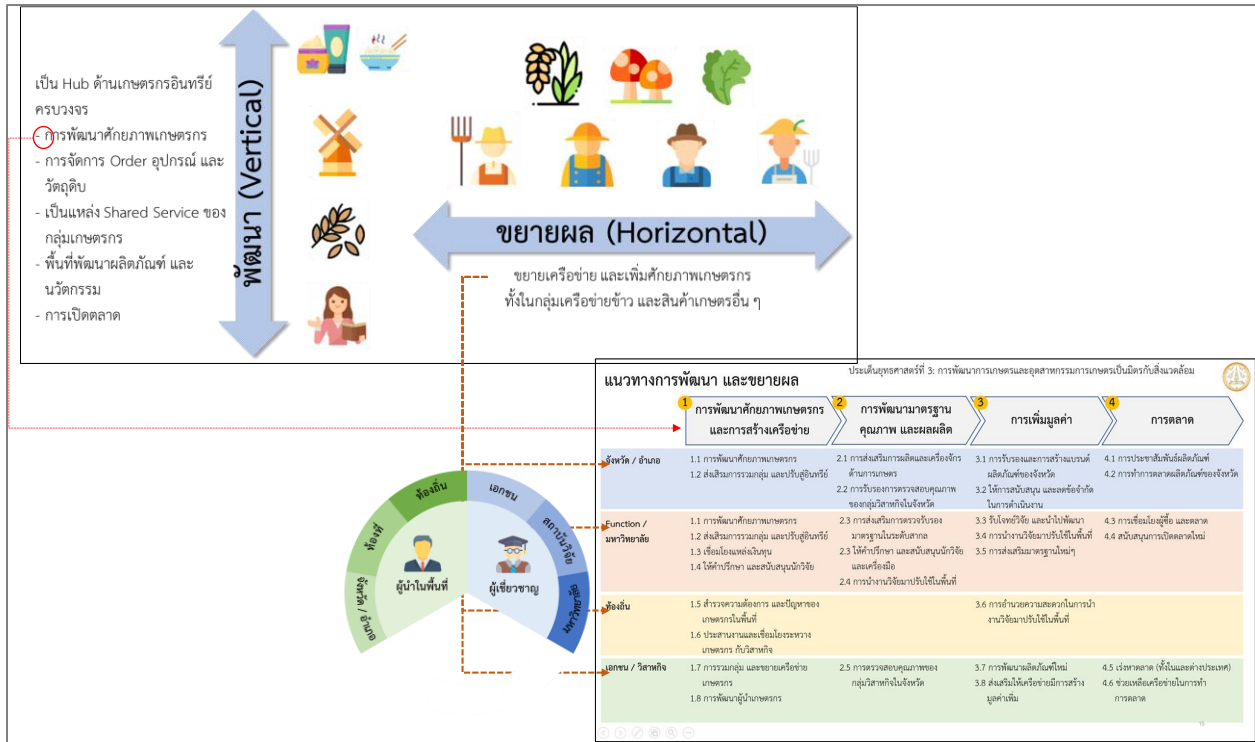 เป็น Hub ด้านเกษตรกรอินทรีย์
ครบวงจร
- การพัฒนาศักยภาพเกษตรกร
- การจัดการ Order อุปกรณ์ และ
วัตถุดิบ
- เป็นแหล่ง Shared Service ของ
กลุ่มเกษตรกร
- พื้นที่พัฒนาผลิตภัณฑ์ และ
นวัตกรรม
- การเปิดตลาด
พัฒนา (Vertical)
ขยายผล (Horizontal)
ขยายเครือข่าย และเพิ่มศักยภาพเกษตรกร
ทั้งในกลุ่มเครือข่ายข้าว และสินค้าเกษตรอื่น ๆ
แนวทางการพัฒนา และขยายผล
ประเด็นยุทธศาสตร์ที่ 3: การพัฒนาการเกษตรและอุตสาหกรรมการเกษตรเป็นมิตรกับสิ่งแวดล้อม
1
การพัฒนาศักยภาพเกษตรกร
และการสร้างเครือข่าย
2
การพัฒนามาตรฐาน
คุณภาพ และผลผลิต
3
การเพิ่มมูลค่า
4
การตลาด
จังหวัด / อำเภอ
1.1 การพัฒนาศักยภาพเกษตรกร
1.2 ส่งเสริมการรวมกลุ่ม และปรับสู่อินทรีย์
2.1 การส่งเสริมการผลิตและเครื่องจักร
ด้านการเกษตร
2.2 การรับรองการตรวจสอบคุณภาพ
ของกลุ่มวิสาหกิจในจังหวัด
3.1 การรับรองและการสร้างแบรนด์
ผลิตภัณฑ์ของจังหวัด
3.2 ให้การสนับสนุน และลดข้อจำกัด
ในการดำเนินงาน
4.1 การประชาสัมพันธ์ผลิตภัณฑ์
4.2 การทำการตลาดผลิตภัณฑ์ของจังหวัด
Function /
มหาวิทยาลัย
1.1 การพัฒนาศักยภาพเกษตรกร
1.2 ส่งเสริมการรวมกลุ่ม และปรับสู่อินทรีย์
1.3 เชื่อมโยงแหล่งเงินทุน
1.4 ให้คำปรึกษา และสนับสนุนนักวิจัย
2.3 การส่งเสริมการตรวจรับรอง
มาตรฐานในระดับสากล
2.3 ให้คำปรึกษา และสนับสนุนนักวิจัย
และเครื่องมือ
2.4 การนำงานวิจัยมาปรับใช้ในพื้นที่
3.3 รับโจทย์วิจัย และนำไปพัฒนา
3.4 การนำงานวิจัยมาปรับใช้ในพื้นที่
3.5 การส่งเสริมมาตรฐานใหม่ๆ
4.3 การเชื่อมโยงผู้ซื้อ และตลาด
4.4 สนับสนุนการเปิดตลาดใหม่
ท้องถิ่น
1.5 สำรวจความต้องการ และปัญหาของ
เกษตรกรในพื้นที่
1.6 ประสานงานและเชื่อมโยงระหวาง
เกษตรกร กับวิสาหกิจ
3.6 การอำนวยความสะดวกในการนำ
งานวิจัยมาปรับใช้ในพื้นที่
เอกชน / วิสาหกิจ
1.7 การรวมกลุ่ม และขยายเครือข่าย
เกษตรกร
1.8 การพัฒนาผู้นำเกษตรกร
2.5 การตรวจสอบคุณภาพของ
กลุ่มวิสาหกิจในจังหวัด
3.7 การพัฒนาผลิตภัณฑ์ใหม่
3.8 ส่งเสริมให้เครือข่ายมีการสร้าง
มูลค่าเพิ่ม
4.5 เร่งหาตลาด (ทั้งในและต่างประเทศ)
4.6 ช่วยเหลือเครือข่ายในการทำ
การตลาด
จังหวัด / อำเภอ
ท้องที่
ท้องถิ่น
เอกชน
สถาบันวิจัย
มหาวิทยาลัย
ผู้นำในพื้นที่
ผู้เชี่ยวชาญ